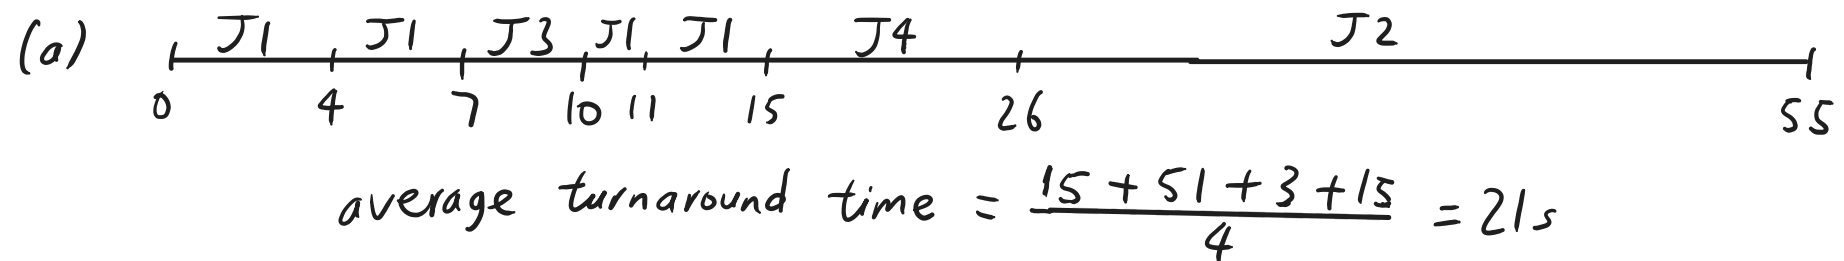 (a) J1 J1 J3 J1 J1 J4 J2
0 4 7 10 11 15 26 55
average turnaround time = 15 + 51 + 3 + 15 / 4 = 21s